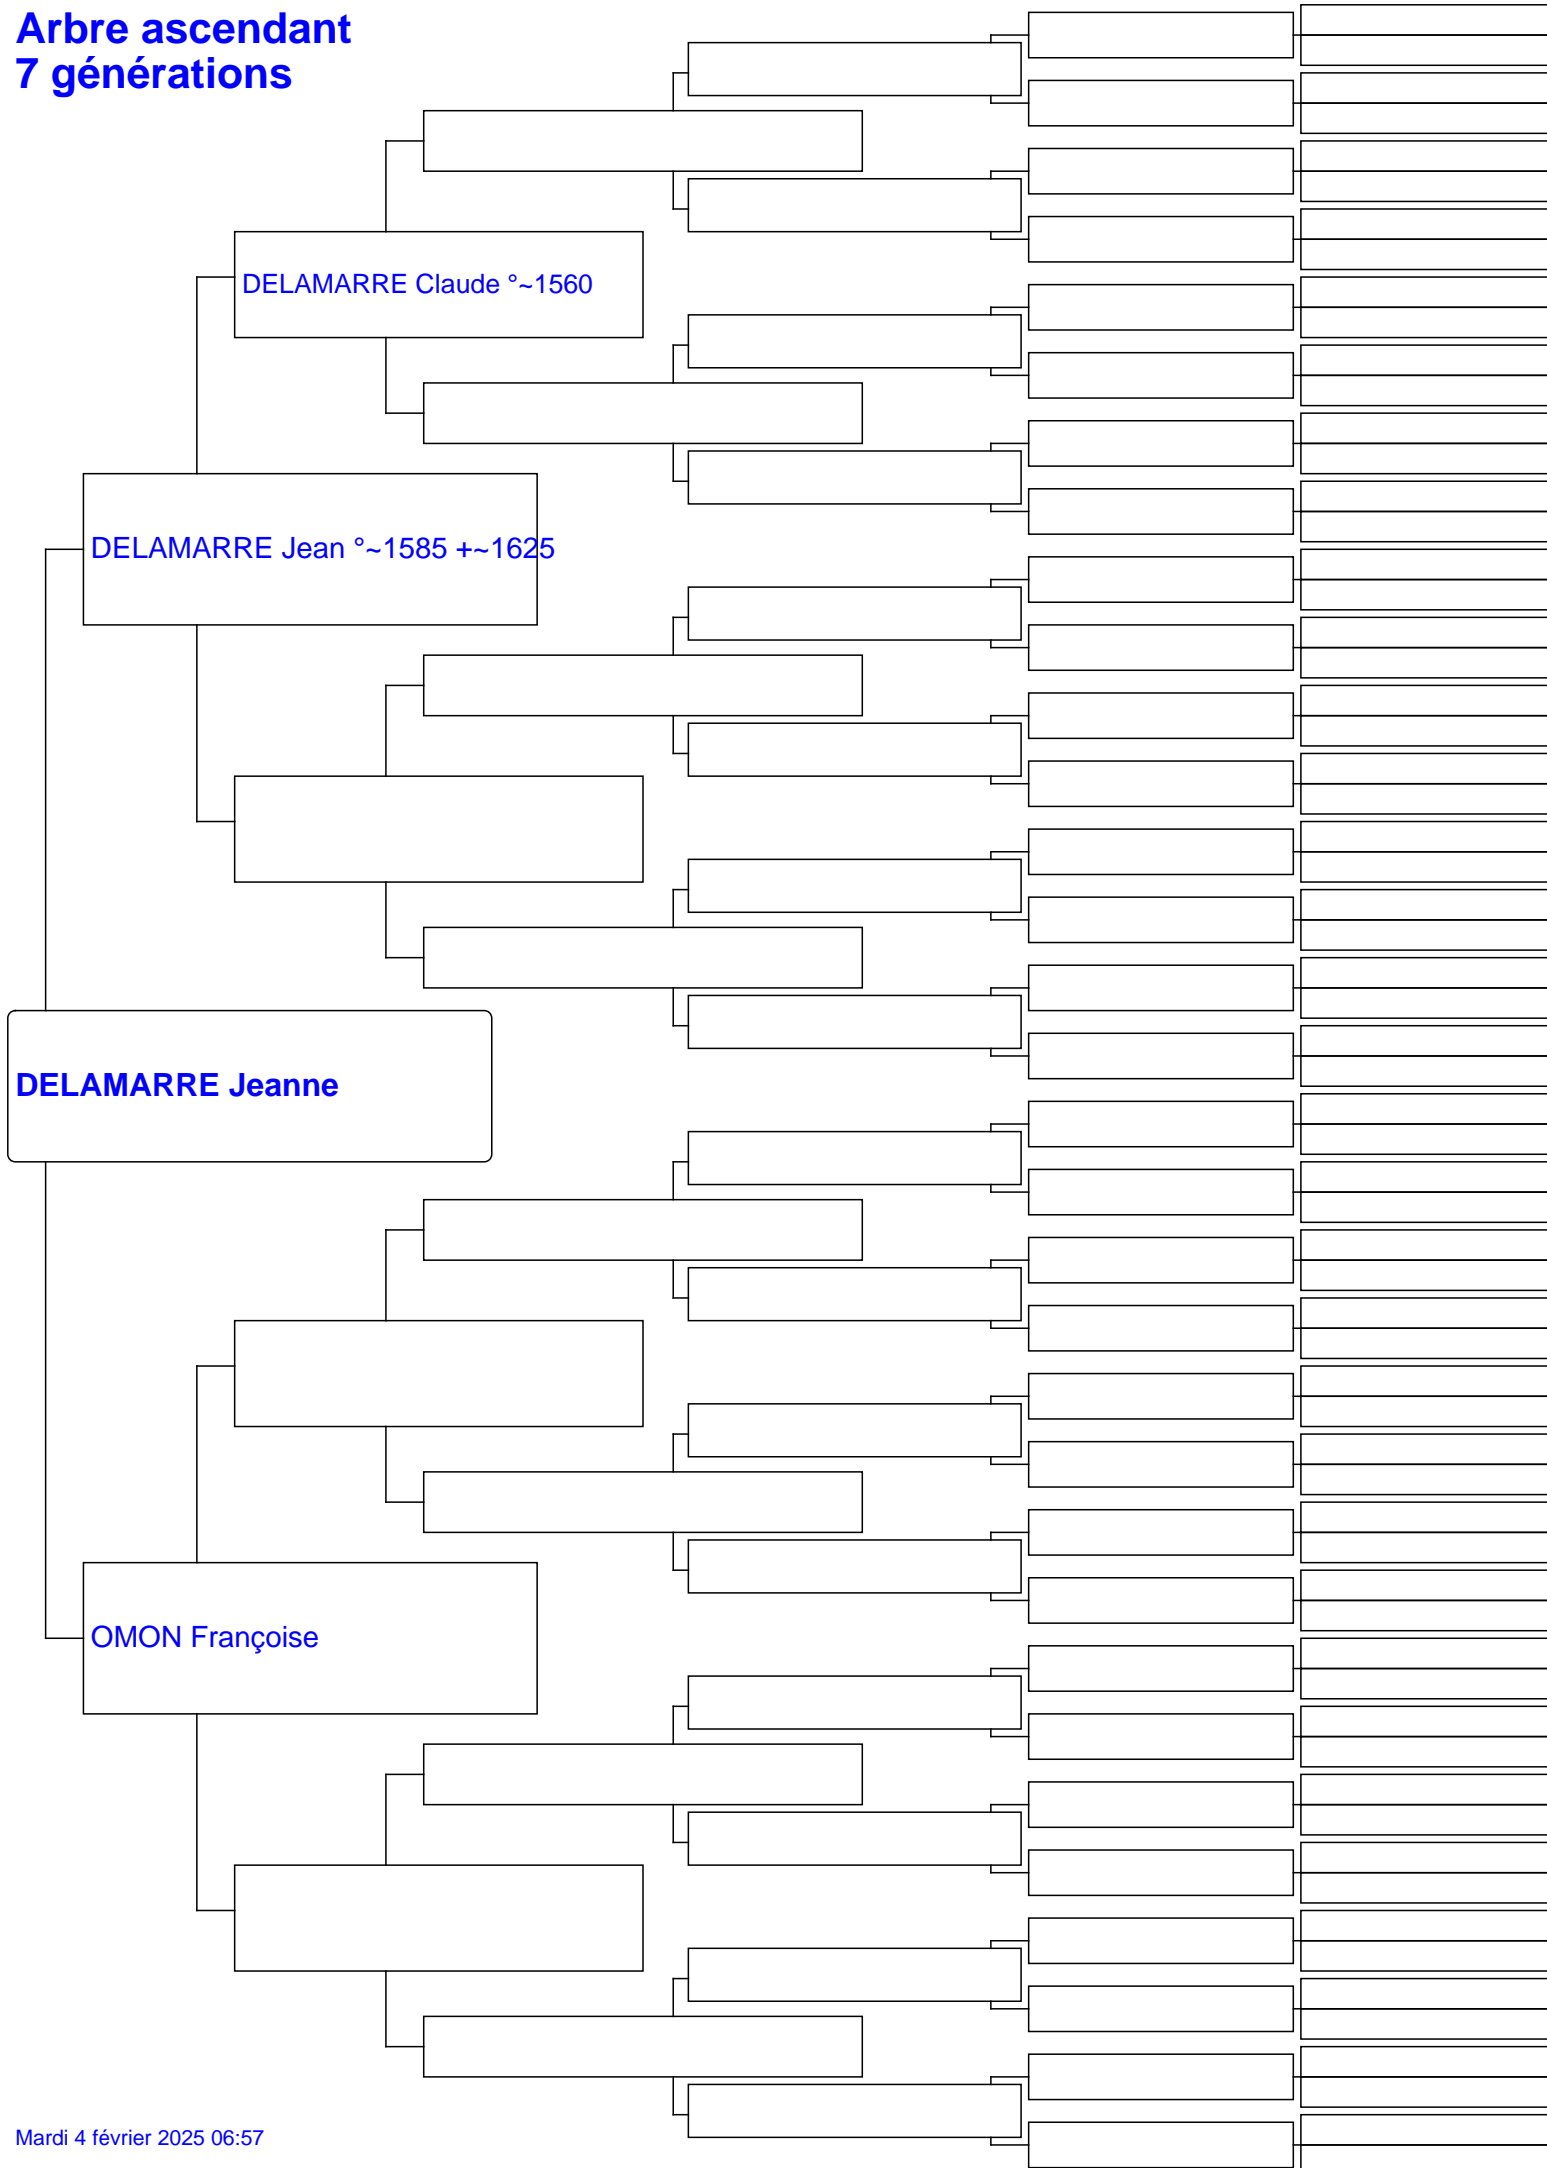 Arbre ascendant
7 générations
DELAMARRE Claude °~1560
DELAMARRE Jean °~1585 +~1625
DELAMARRE Jeanne
OMON Françoise
Mardi 4 février 2025 06:57